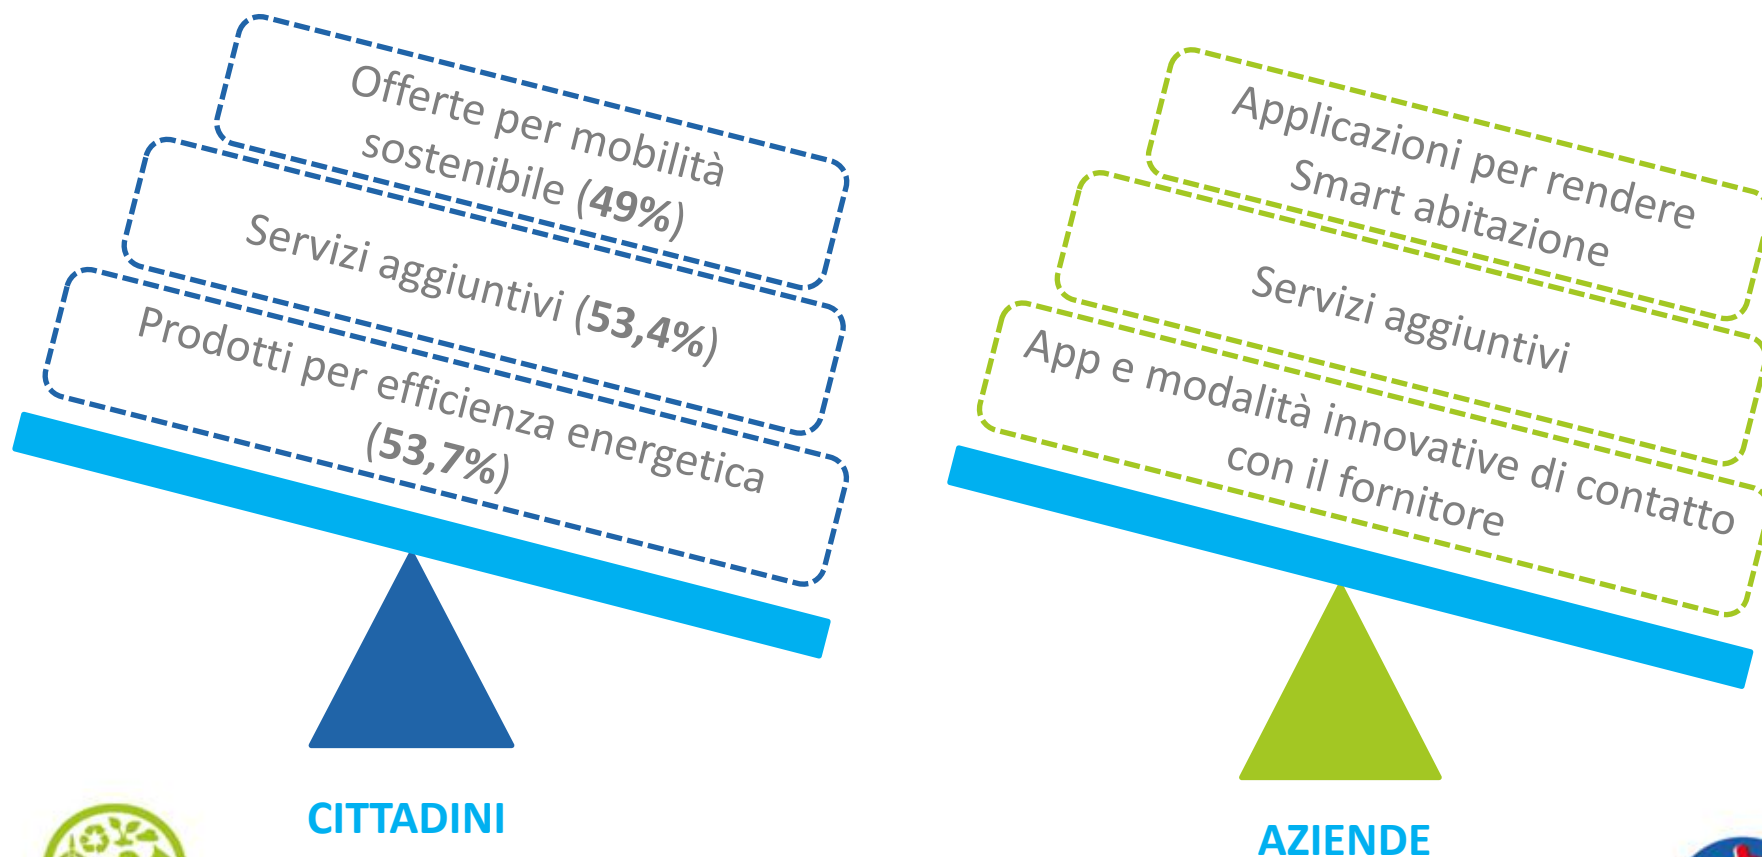 Offerte per mobilità
sostenibile (49%)
Servizi aggiuntivi (53,4%)
Prodotti per efficienza energetica
(53,7%)
CITTADINI
Applicazioni per rendere
Smart abitazione
Servizi aggiuntivi
App e modalità innovative di contatto
con il fornitore
AZIENDE